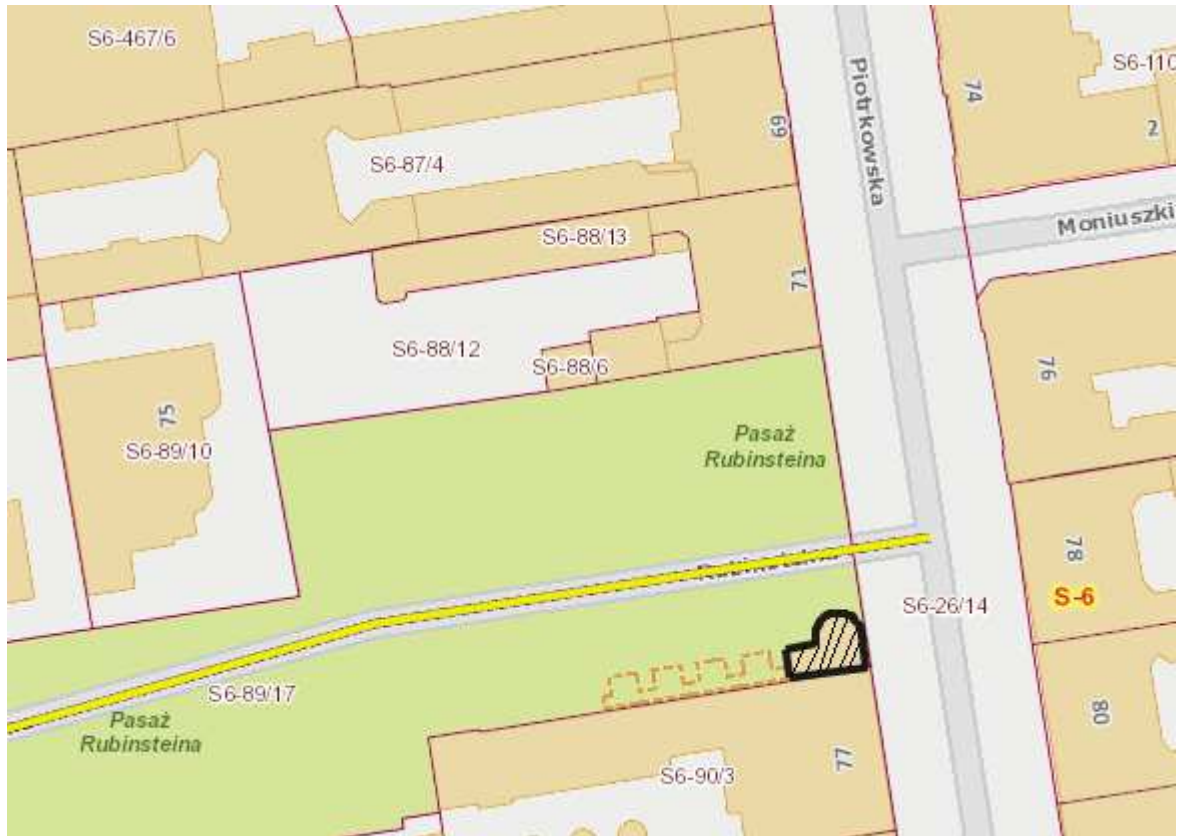 S6-467/6
Piotrkowska
74
S6-110
69
2
S6-87/4
Moniuszki
S6-88/13
71
S6-88/12
S6-88/6
76
75
S6-89/10
Pasaż
Rubinsteina
78
S-6
S6-26/14
S6-89/17
Pasaż
Rubinsteina
80
S6-90/3
77